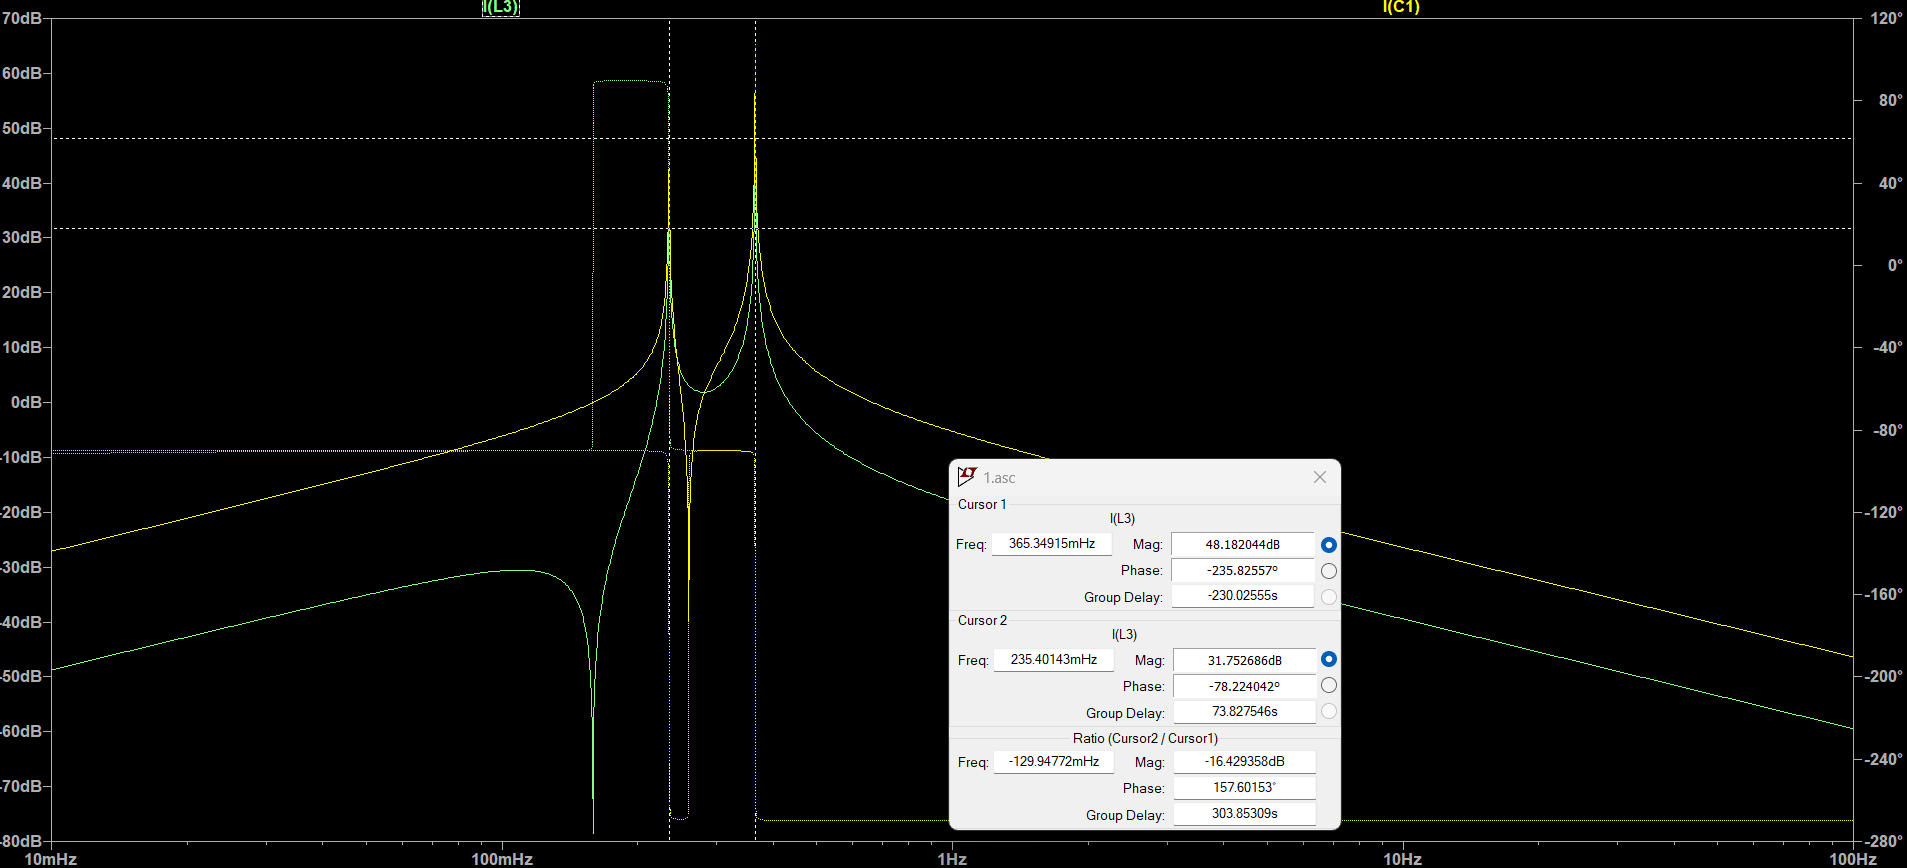 I(L3) I(C1)
70dB 120°
60dB
80°
50dB
40dB 40°
30dB
0°
20dB
10dB -40°
0dB
-80°
-10dB
-20dB -120°
-30dB
-160°
-40dB
-50dB -200°
-60dB
-240°
-70dB
-80dB -280°
10mHz 100mHz 1Hz 10Hz 100Hz
1.asc
Cursor 1
I(L3)
Freq: 365.34915mHz Mag: 48.182044dB
Phase: -235.82557º
Group Delay: -230.02555s
Cursor 2
I(L3)
Freq: 235.40143mHz Mag: 31.752686dB
Phase: -78.224042º
Group Delay: 73.827546s
Ratio (Cursor2 / Cursor1)
Freq: -129.94772mHz Mag: -16.429358dB
Phase: 157.60153°
Group Delay: 303.85309s